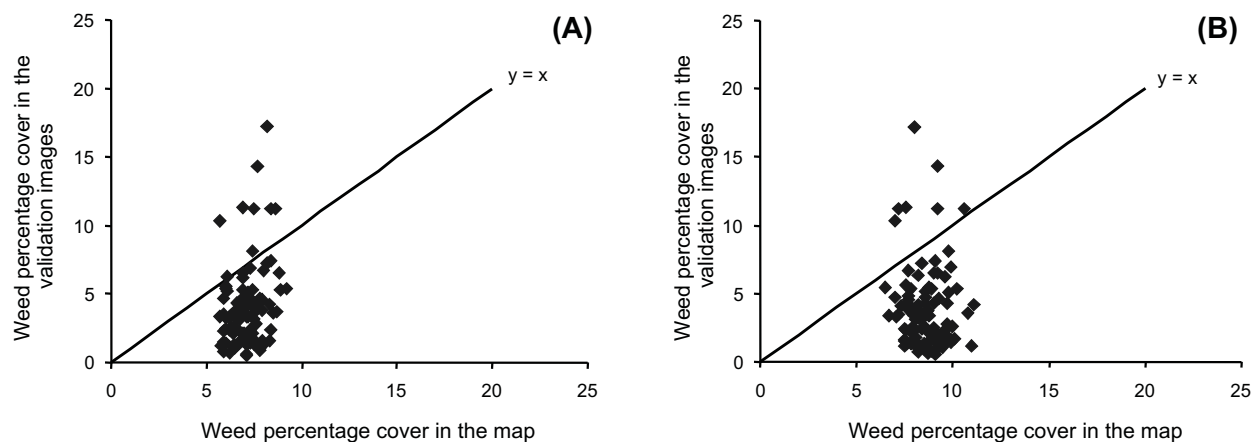 (A)
Weed percentage cover in the
validation images
25
20
15
10
5
0
y = x
0 5 10 15 20 25
Weed percentage cover in the map
(B)
Weed percentage cover in the
validation images
25
20
15
10
5
0
y = x
0 5 10 15 20 25
Weed percentage cover in the map